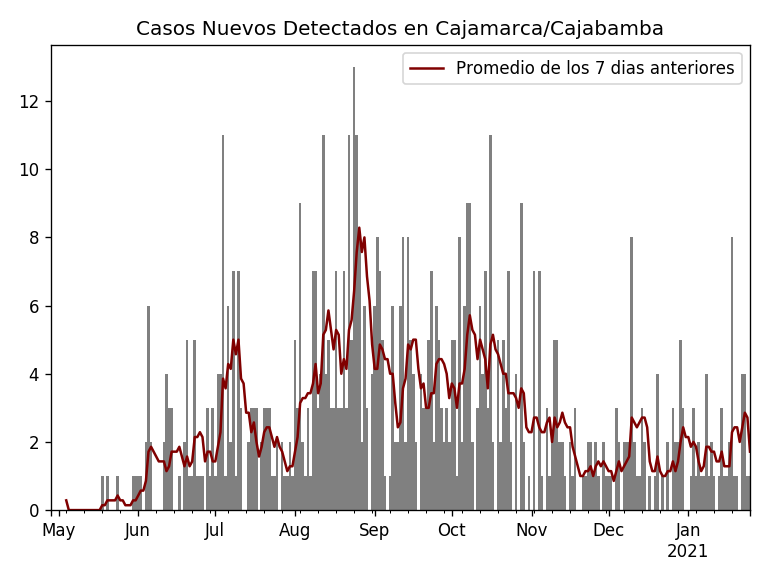 Casos Nuevos Detectados en Cajamarca/Cajabamba
Promedio de los 7 dias anteriores
12
10
8
6
4
2
0
May Jun Jul Aug Sep Oct Nov Dec Jan
2021